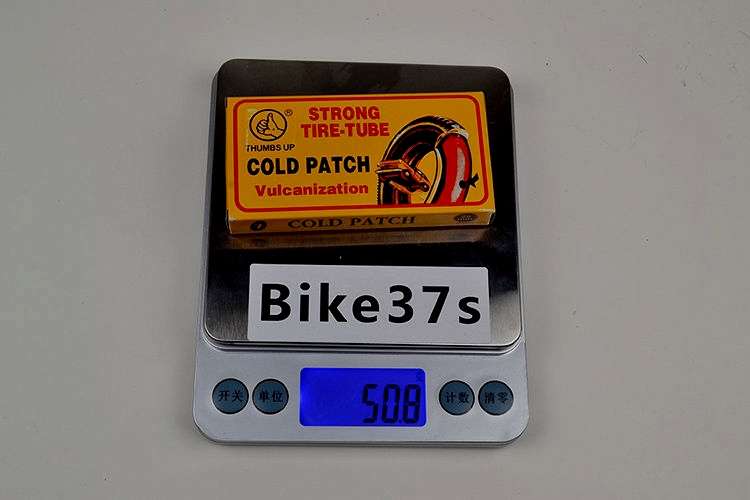 ®
THUMBS UP
STRONG
TIRE-TUBE
COLD PATCH
Vulcanization
COLD PATCH
Bike37s
50.8
开关
单位
计数
清零